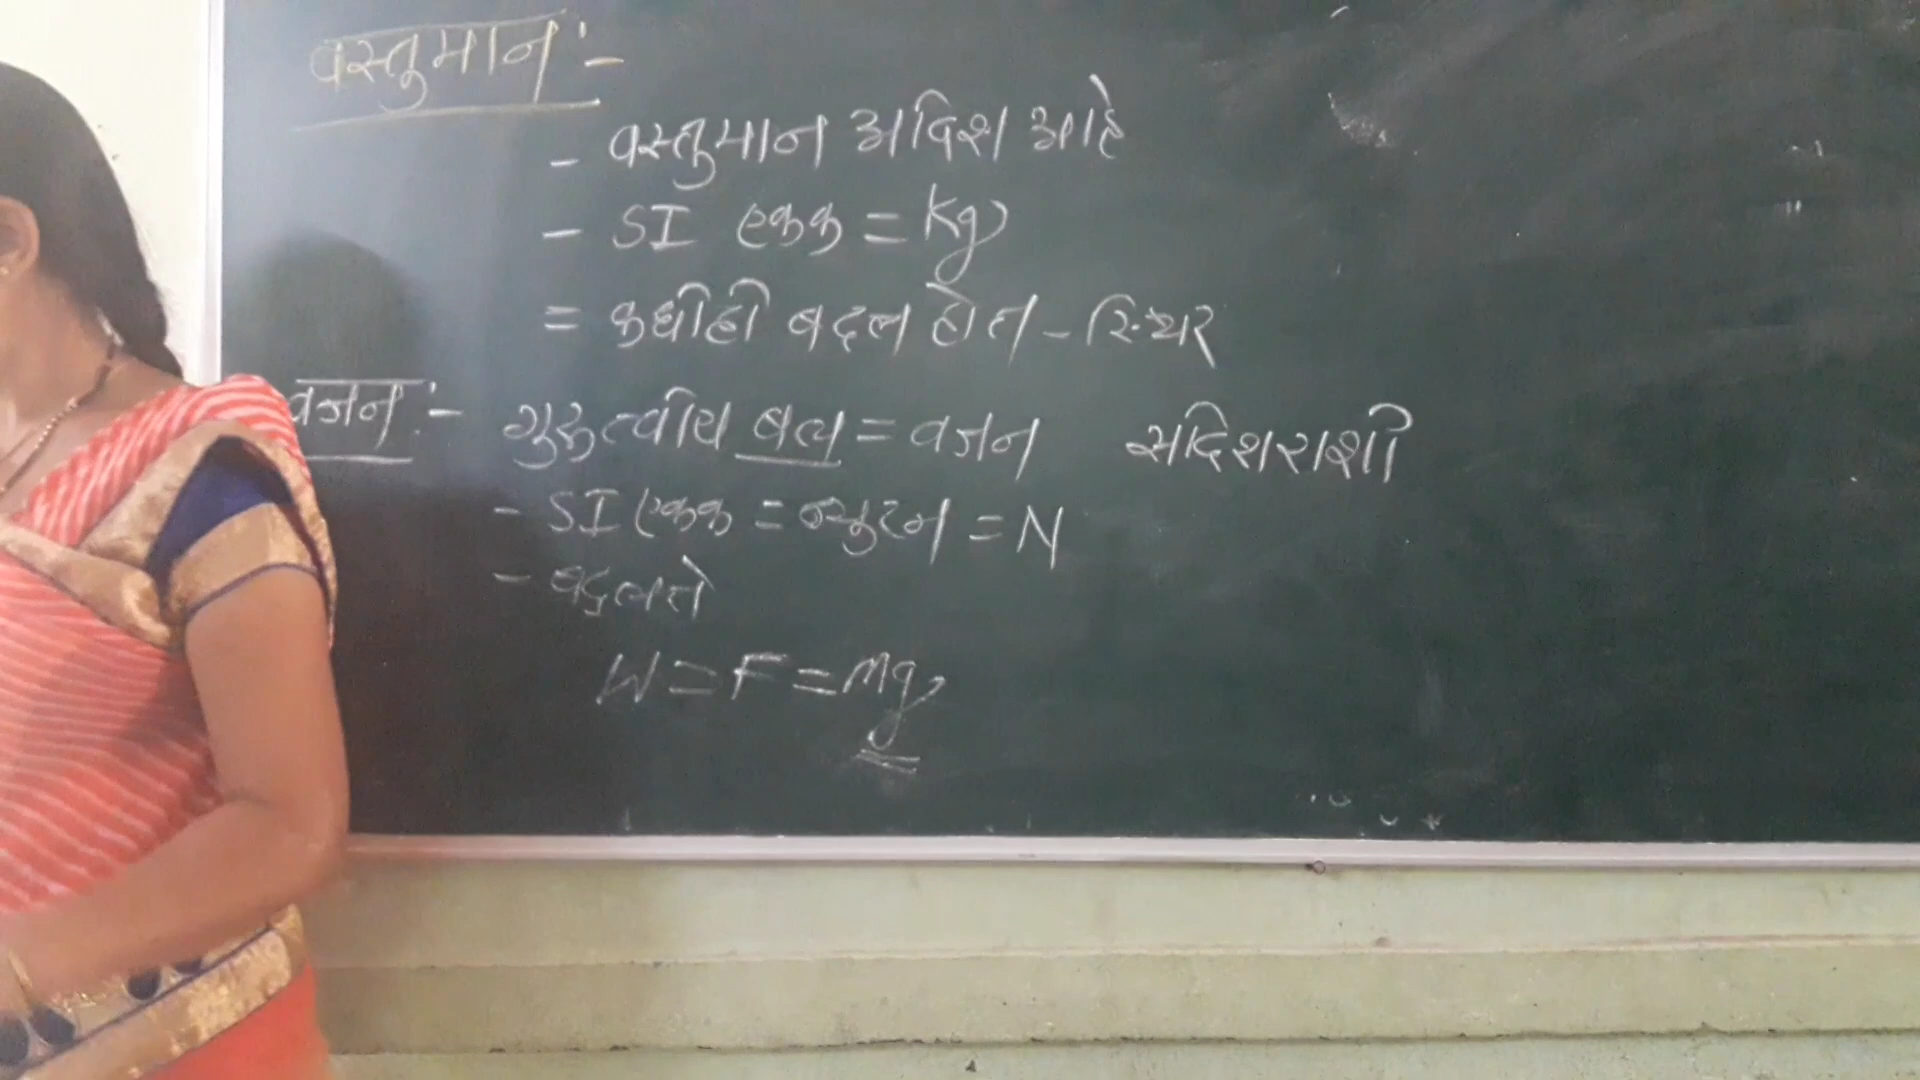 वस्तुमान :-
- वस्तुमान अदिश आहे
- SI एकक = Kg
= कधीही बदल होत - स्थिर
वजन :- गुरुत्वीय बल = वजन सदिशराशी
- SI एकक = न्युटन = N
- बदलते
W = F = mg